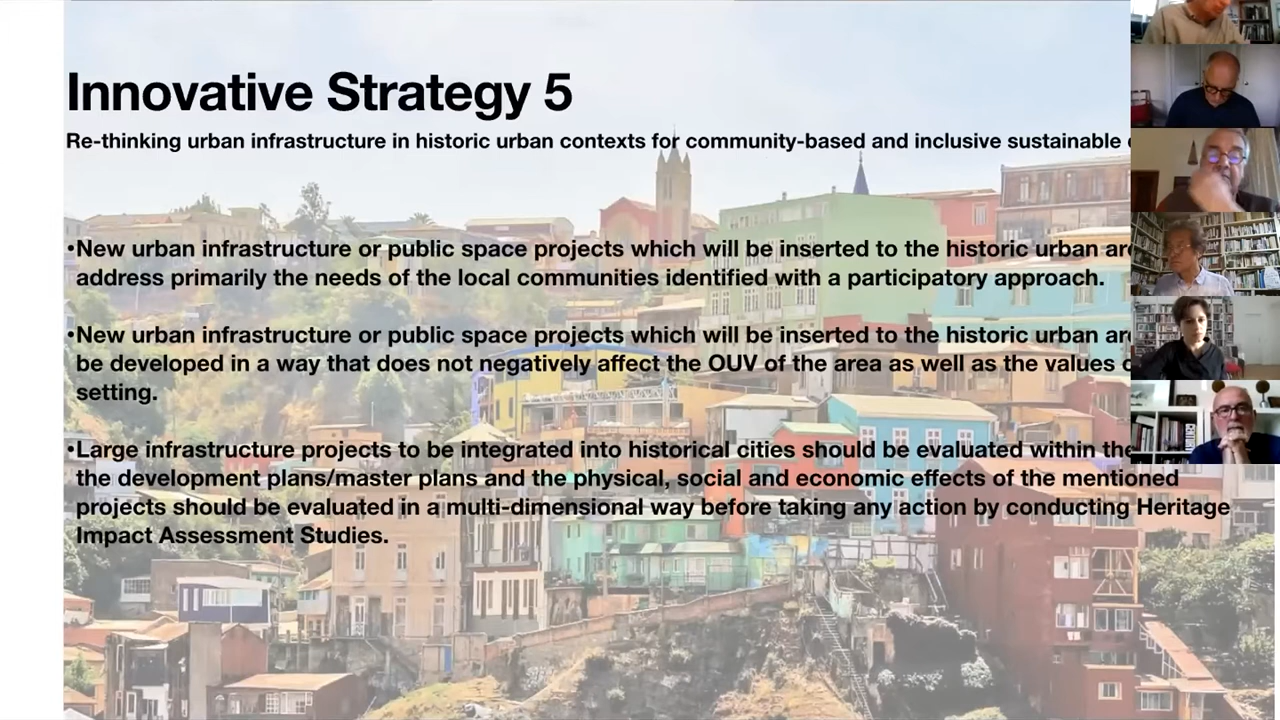 Innovative Strategy 5
Re-thinking urban infrastructure in historic urban contexts for community-based and inclusive sustainable
•New urban infrastructure or public space projects which will be inserted to the historic urban
address primarily the needs of the local communities identified with a participatory approach.
•New urban infrastructure or public space projects which will be inserted to the historic urban
be developed in a way that does not negatively affect the OUV of the area as well as the values
setting.
•Large infrastructure projects to be integrated into historical cities should be evaluated within the
the development plans/master plans and the physical, social and economic effects of the mentioned
projects should be evaluated in a multi-dimensional way before taking any action by conducting Heritage
Impact Assessment Studies.